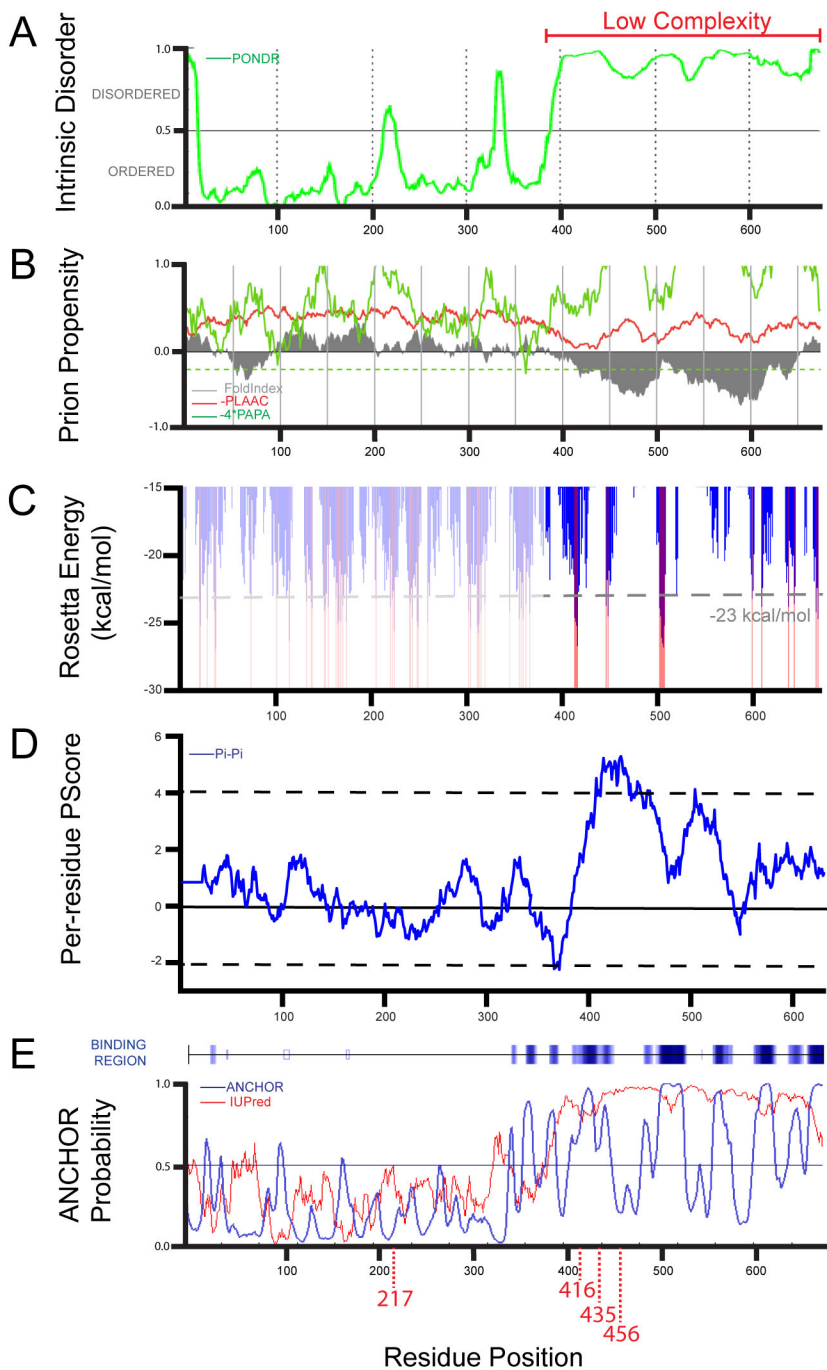 A
Low Complexity
Intrinsic Disorder
1.0
PONDR
DISORDERED
0.5
ORDERED
0.0
100 200 300 400 500 600
B
Prion Propensity
1.0
0.0
FoldIndex
-PLAAC
-4*PAPA
-1.0
100 200 300 400 500 600
C
Rosetta Energy
(kcal/mol)
-15
-20
-23 kcal/mol
-25
-30
100 200 300 400 500 600
D
Per-residue PScore
6
Pi-Pi
4
2
0
-2
100 200 300 400 500 600
E
BINDING
REGION
ANCHOR
Probability
1.0
ANCHOR
IUPred
0.5
0.0
100 200 300 400 500 600
217
416
435
456
Residue Position